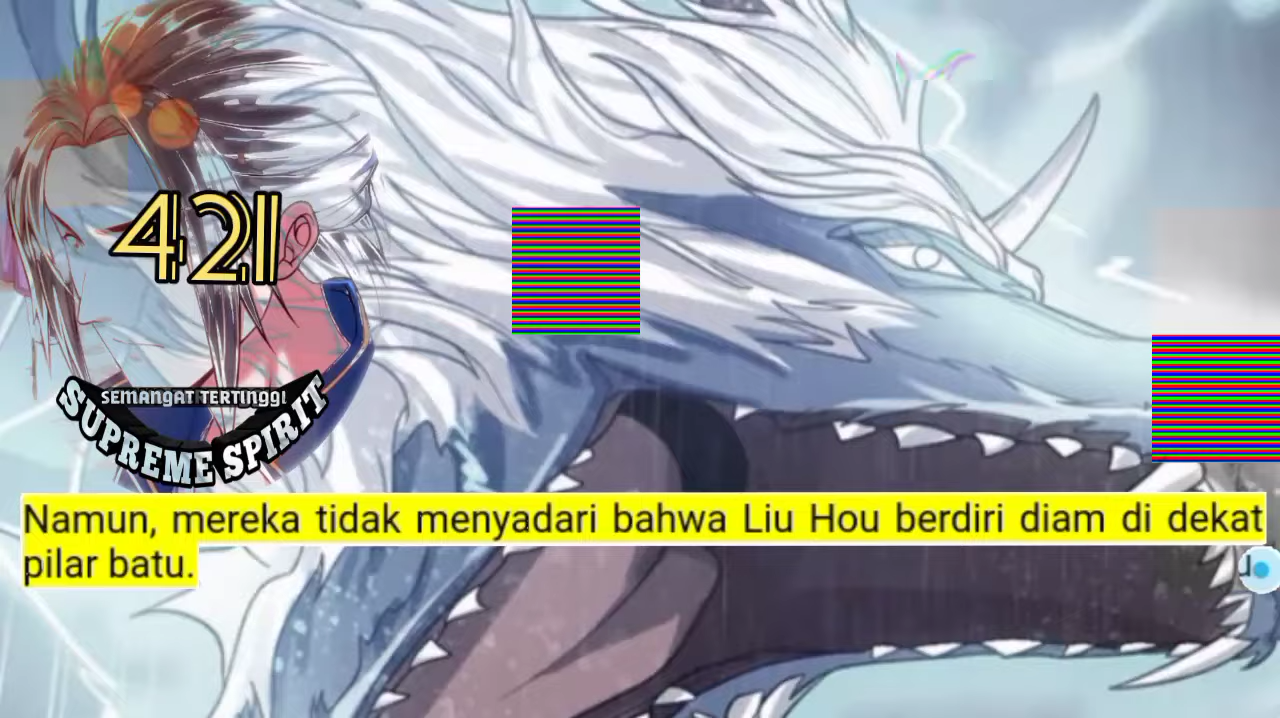 421
SEMANGAT TERTINGGI
SUPREME SPIRIT
Namun, mereka tidak menyadari bahwa Liu Hou berdiri diam di dekat
pilar batu.